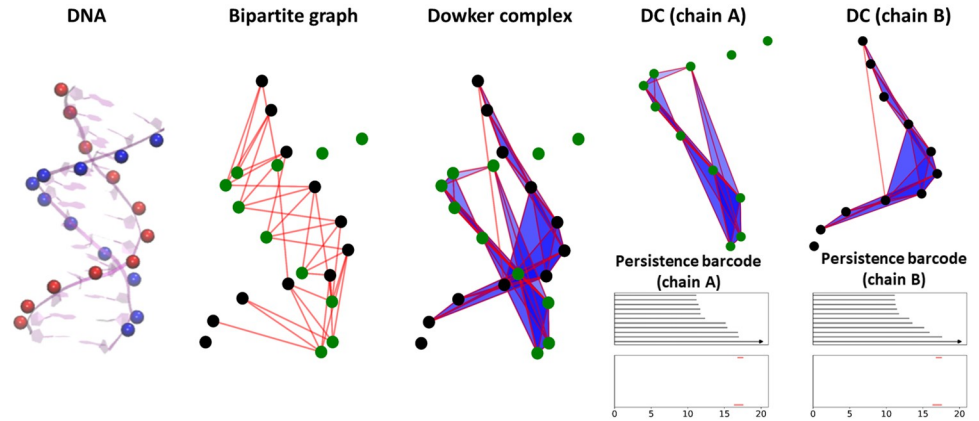 DNA
Bipartite graph
Dowker complex
DC (chain A)
DC (chain B)
Persistence barcode
(chain A)
Persistence barcode
(chain B)
0 5 10 15 20
0 5 10 15 20